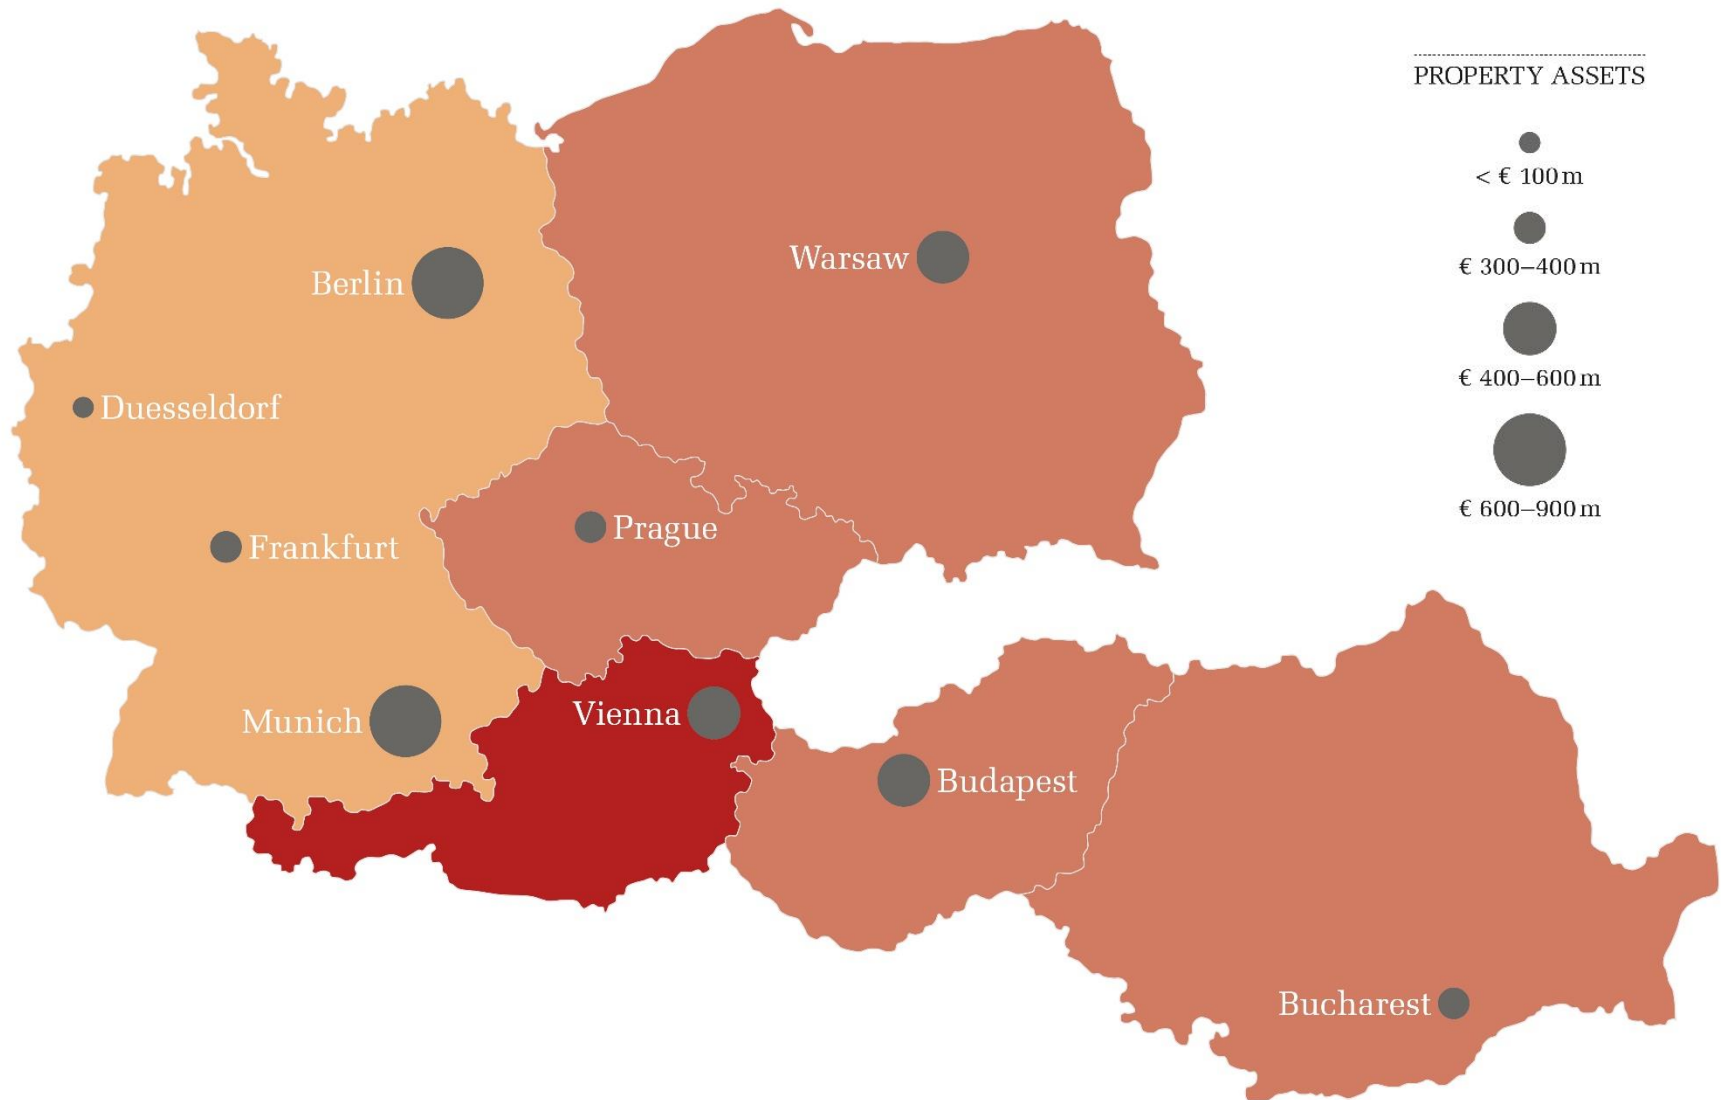 PROPERTY ASSETS
< € 100 m
€ 300–400 m
€ 400–600 m
€ 600–900 m
Warsaw
Berlin
Duesseldorf
Prague
Frankfurt
Vienna
Munich
Budapest
Bucharest